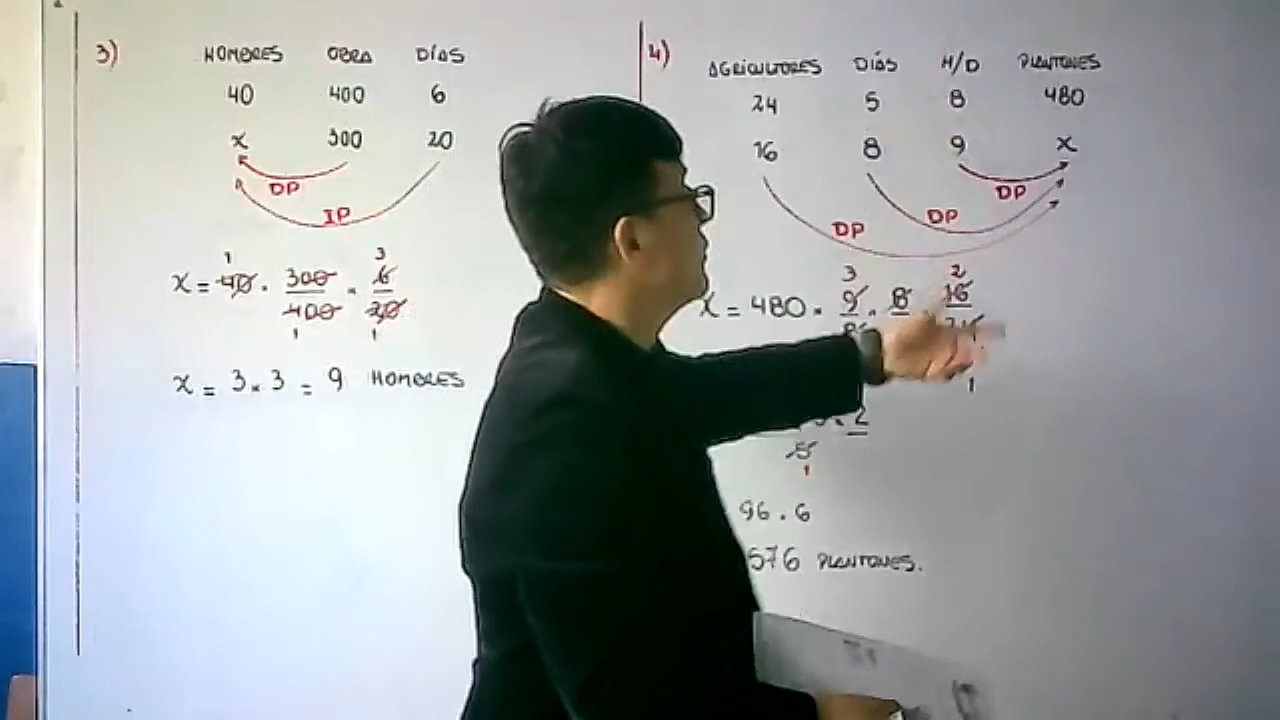 3)
HOMBRES OBRA DÍAS
40 400 6
x 300 20
DP
IP
1 3
x = 40 . 300 . 6
400 20
1 1
x = 3 . 3 = 9 HOMBRES
4)
AGRICULTORES DÍAS H/D PLANTONES
24 5 8 480
16 8 9 x
DP
DP
DP
3 2
x = 480 . 9 . 8 16
8
1
2
5
1
96 . 6
576 PLANTONES.